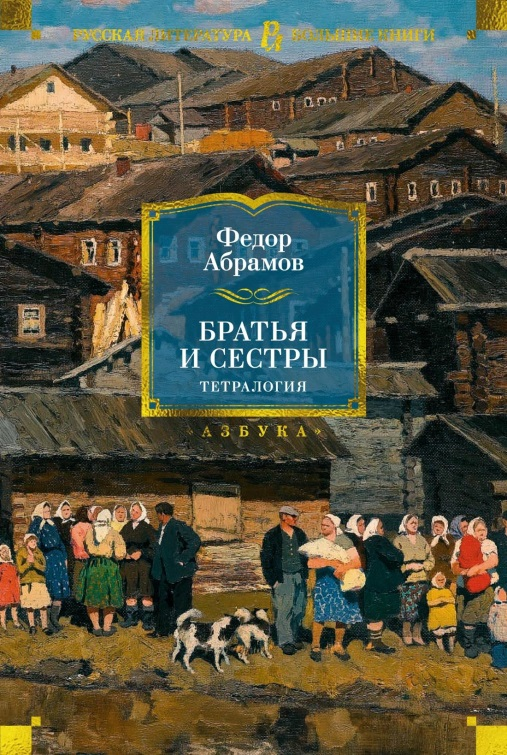 РУССКАЯ ЛИТЕРАТУРА БОЛЬШИЕ КНИГИ
Федор
Абрамов
БРАТЬЯ
И СЕСТРЫ
ТЕТРАЛОГИЯ
«АЗБУКА»